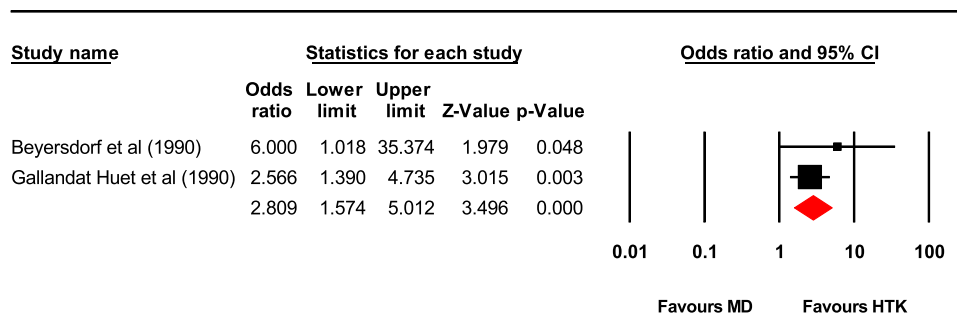 Study name Statistics for each study Odds ratio and 95% CI
Odds Lower Upper
ratio limit limit Z-Value p-Value
Beyersdorf et al (1990) 6.000 1.018 35.374 1.979 0.048
Gallandat Huet et al (1990) 2.566 1.390 4.735 3.015 0.003
2.809 1.574 5.012 3.496 0.000
0.01 0.1 1 10 100
Favours MD Favours HTK